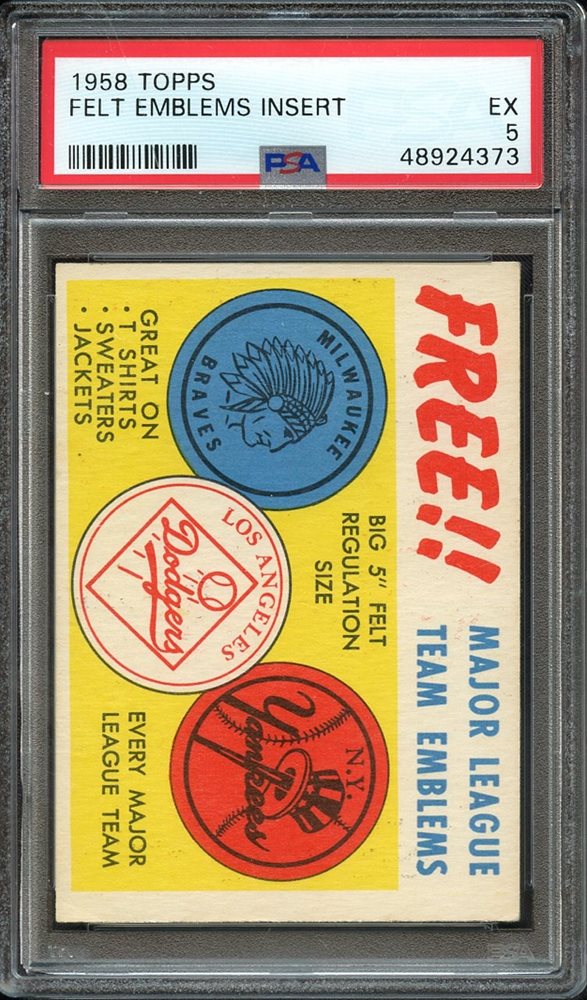 1958 TOPPS
FELT EMBLEMS INSERT
EX
5
PSA
48924373
FREE!!
MAJOR LEAGUE
TEAM EMBLEMS
BIG 5" FELT
REGULATION
SIZE
MILWAUKEE
BRAVES
LOS ANGELES
Dodgers
N.Y.
Yankees
GREAT ON
• T SHIRTS
• SWEATERS
• JACKETS
EVERY MAJOR
LEAGUE TEAM
PSA